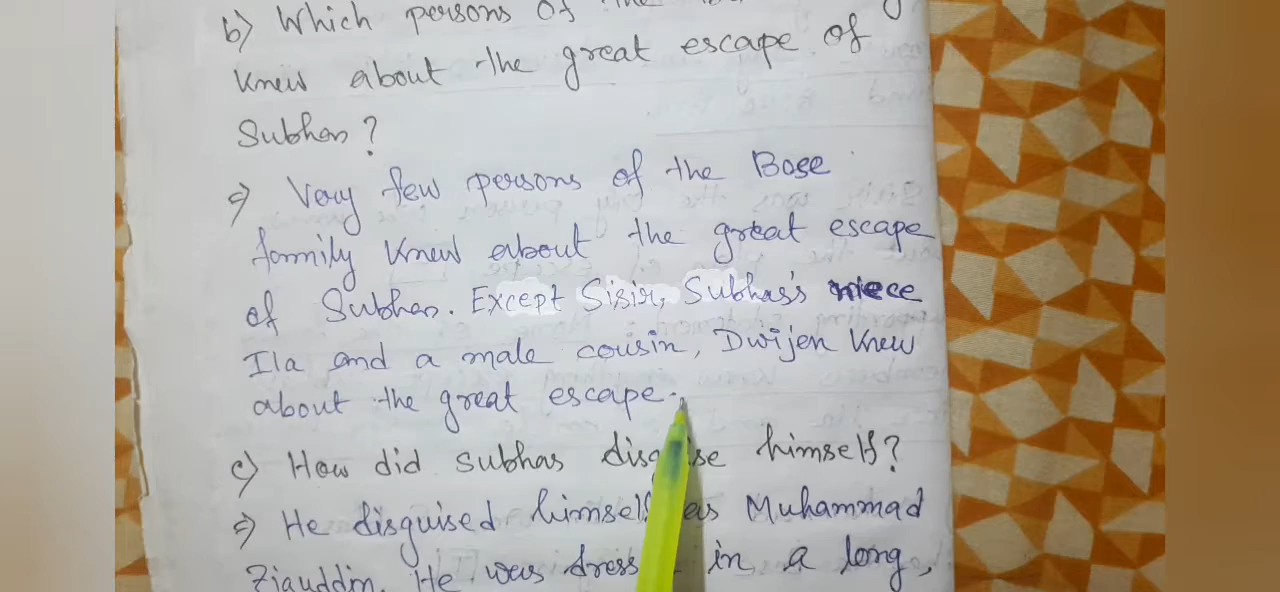 b) Which persons of the
knew about the great escape of
Subhas?
⇒ Very few persons of the Bose
family knew about the great escape
of Subhas. Except Sisir, Subhas's niece
Ila and a male cousin, Dwijen knew
about the great escape.
c) How did subhas disguise himself?
⇒ He disguised himself as Muhammad
Ziauddin. He was dress in a long,